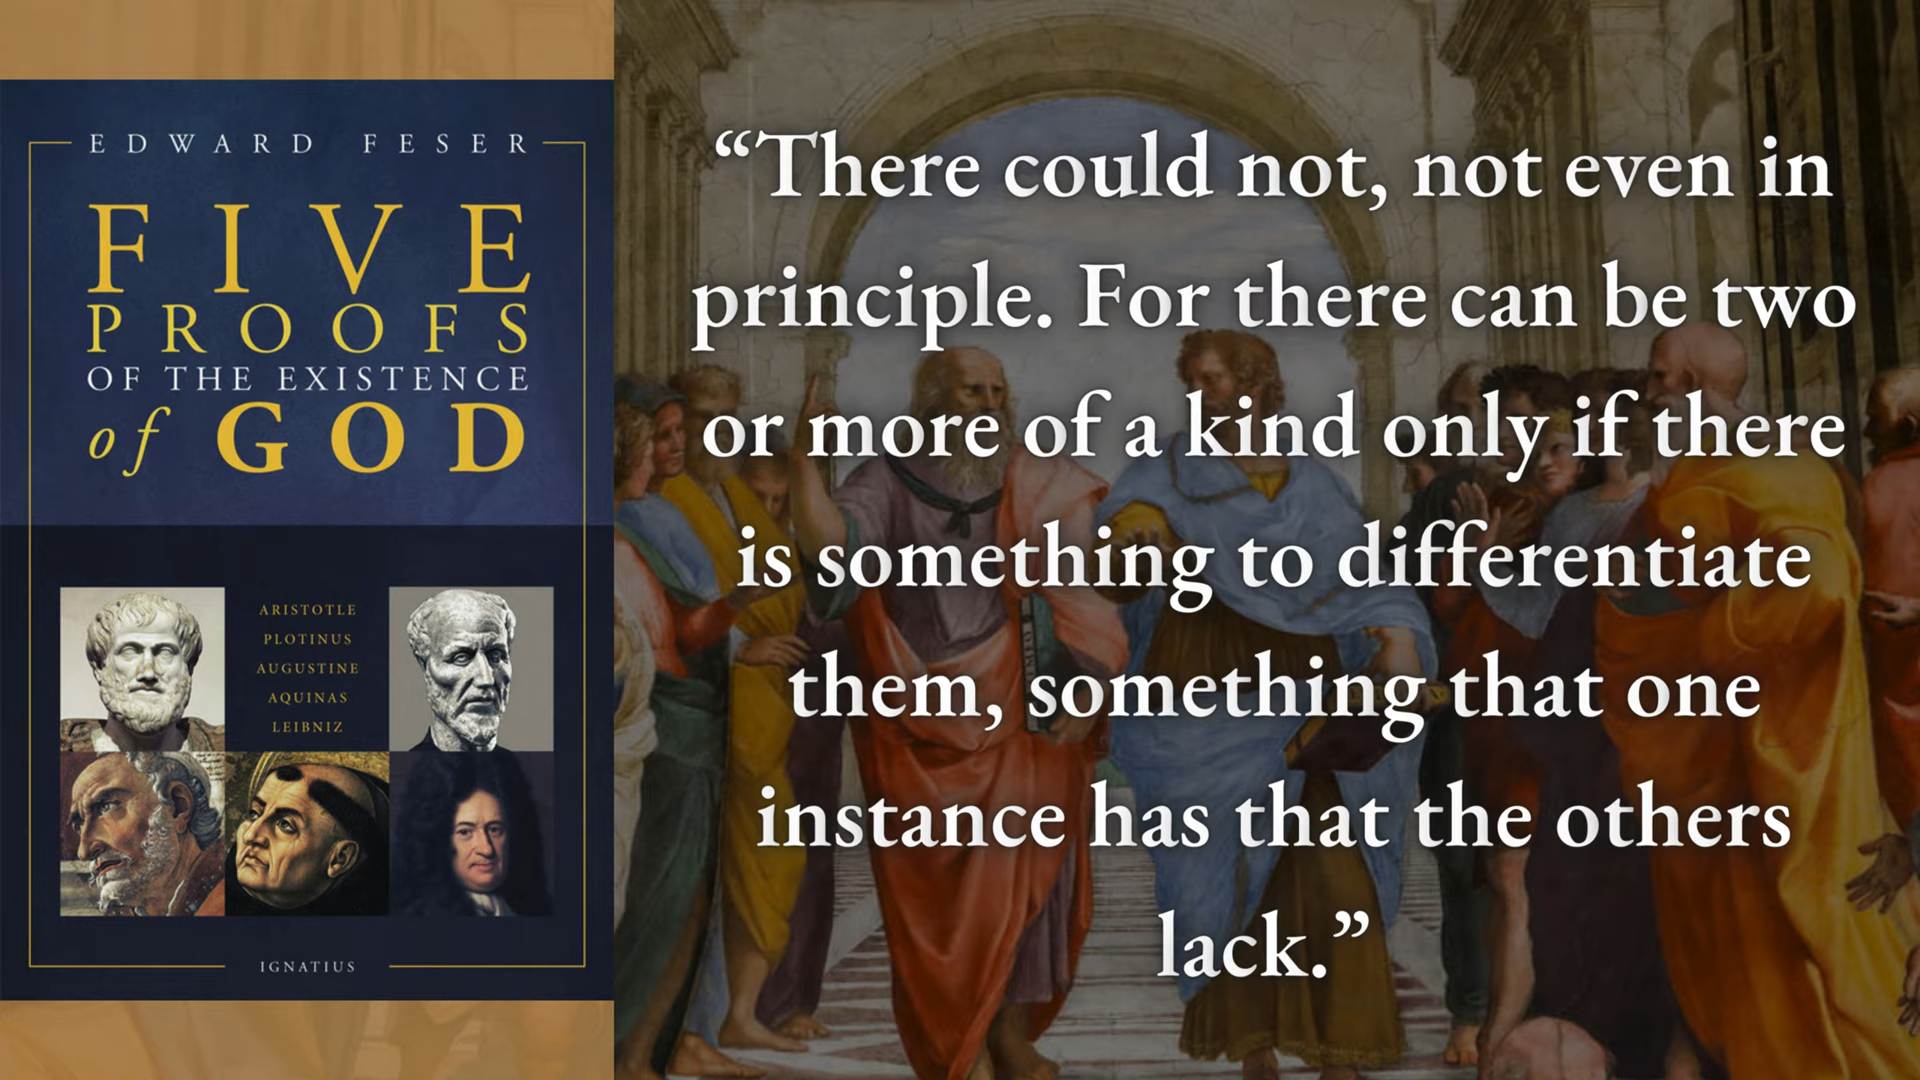 EDWARD FESER
FIVE
PROOFS
OF THE EXISTENCE
of GOD
ARISTOTLE
PLOTINUS
AUGUSTINE
AQUINAS
LEIBNIZ
IGNATIUS
“There could not, not even in
principle. For there can be two
or more of a kind only if there
is something to differentiate
them, something that one
instance has that the others
lack.”